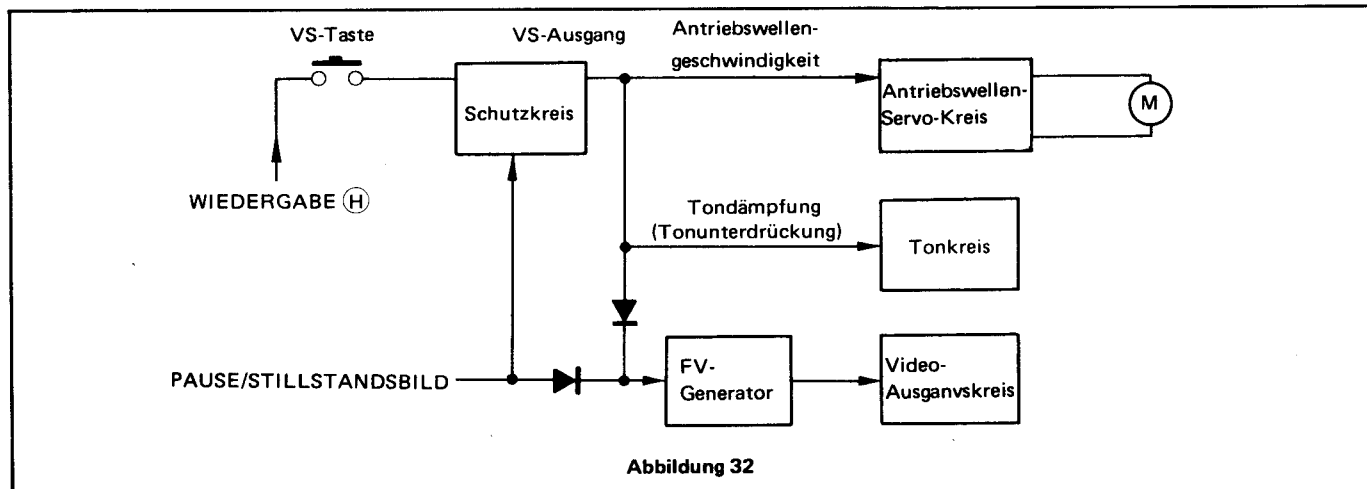 VS-Taste
VS-Ausgang
Antriebswellen-
geschwindigkeit
Schutzkreis
Antriebswellen-
Servo-Kreis
M
WIEDERGABE H
Tondämpfung
(Tonunterdrückung)
Tonkreis
PAUSE/STILLSTANDSBILD
FV-
Generator
Video-
Ausganvskreis
Abbildung 32